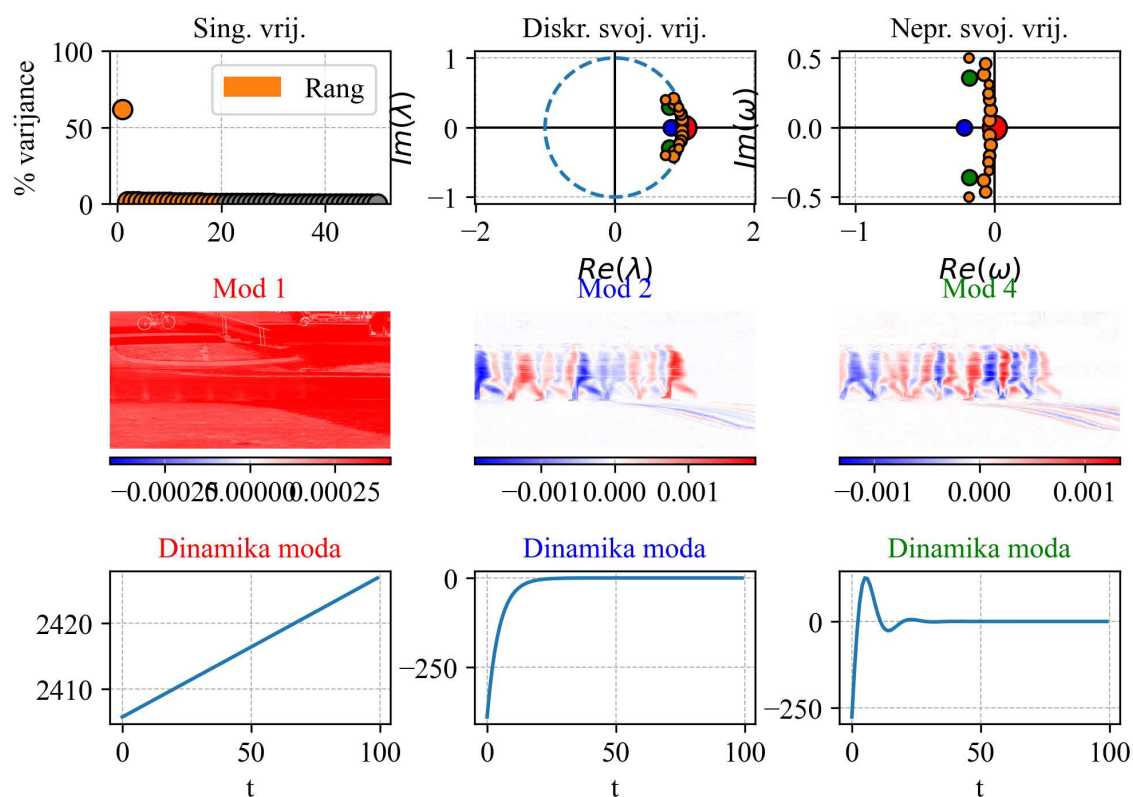 Sing. vrij.
Diskr. svoj. vrij.
Nepr. svoj. vrij.
% varijance
100
50
0
Rang
0 20 40
Im(λ)
1
0
−1
−2 0 2
Re(λ)
Im(ω)
0.5
0.0
−0.5
−1 0
Re(ω)
Mod 1
Mod 2
Mod 4
−0.00025 0.00000 0.00025
−0.001 0.000 0.001
−0.001 0.000 0.001
Dinamika moda
Dinamika moda
Dinamika moda
2420
2410
0 50 100
t
0
−250
0 50 100
t
0
−250
0 50 100
t